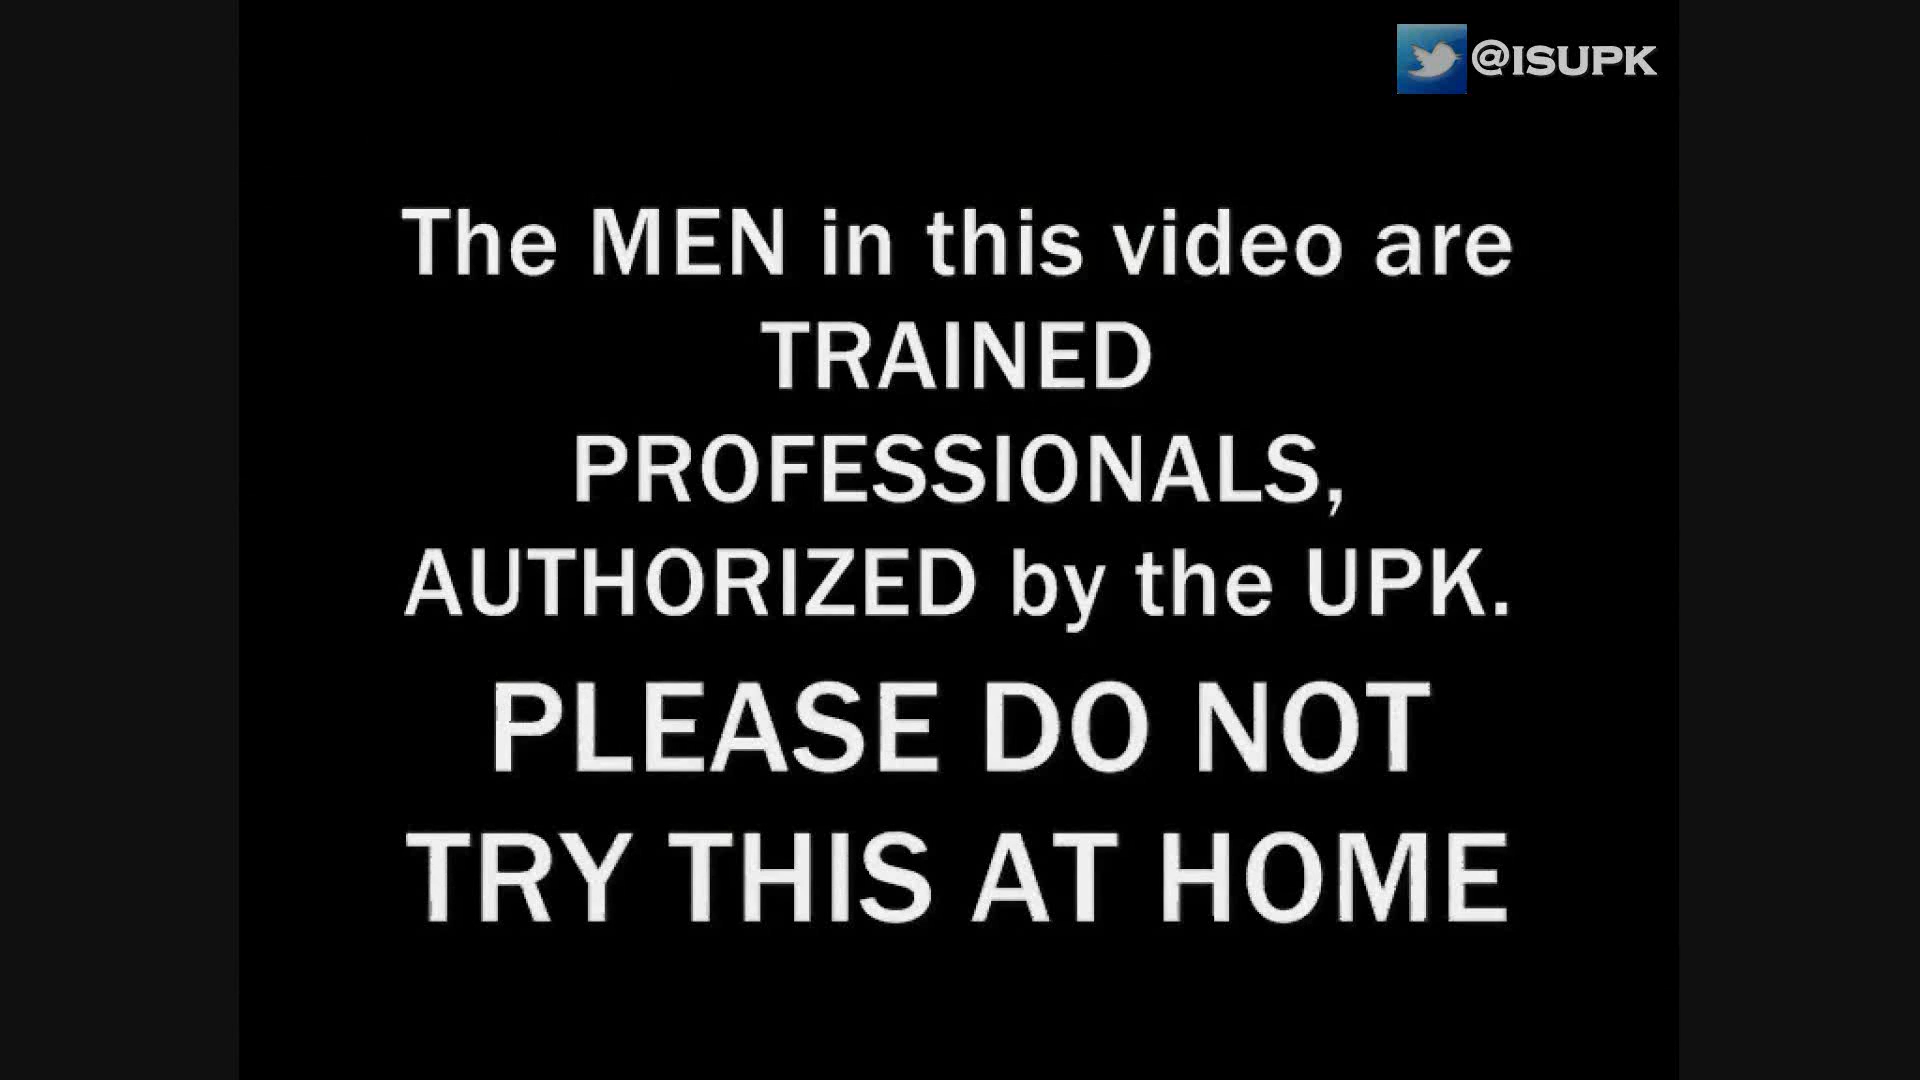 @ISUPK
The MEN in this video are
TRAINED
PROFESSIONALS,
AUTHORIZED by the UPK.
PLEASE DO NOT
TRY THIS AT HOME